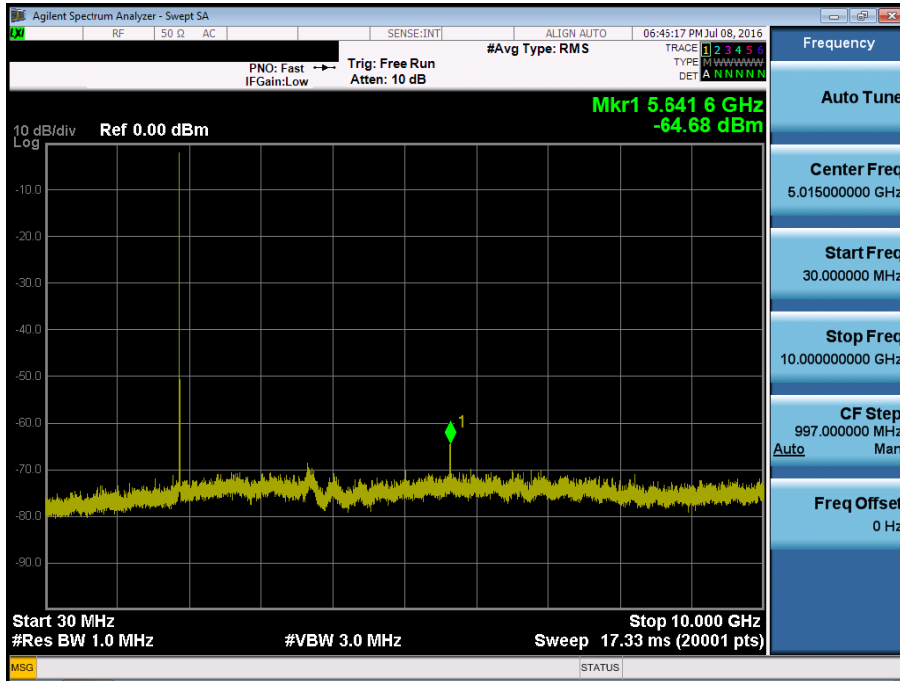 Agilent Spectrum Analyzer - Swept SA
LXI RF 50 Ω AC SENSE:INT ALIGN AUTO 06:45:17 PM Jul 08, 2016
#Avg Type: RMS
TRACE 1 2 3 4 5 6
PNO: Fast Trig: Free Run
TYPE M WWWWW
IFGain:Low Atten: 10 dB
DET A N N N N N
Mkr1 5.641 6 GHz
-64.68 dBm
10 dB/div Ref 0.00 dBm
Log
-10.0
-20.0
-30.0
-40.0
-50.0
-60.0
1
-70.0
-80.0
-90.0
Start 30 MHz Stop 10.000 GHz
#Res BW 1.0 MHz #VBW 3.0 MHz Sweep 17.33 ms (20001 pts)
MSG STATUS
Frequency
Auto Tune
Center Freq
5.015000000 GHz
Start Freq
30.000000 MHz
Stop Freq
10.000000000 GHz
CF Step
997.000000 MHz
Auto Man
Freq Offset
0 Hz